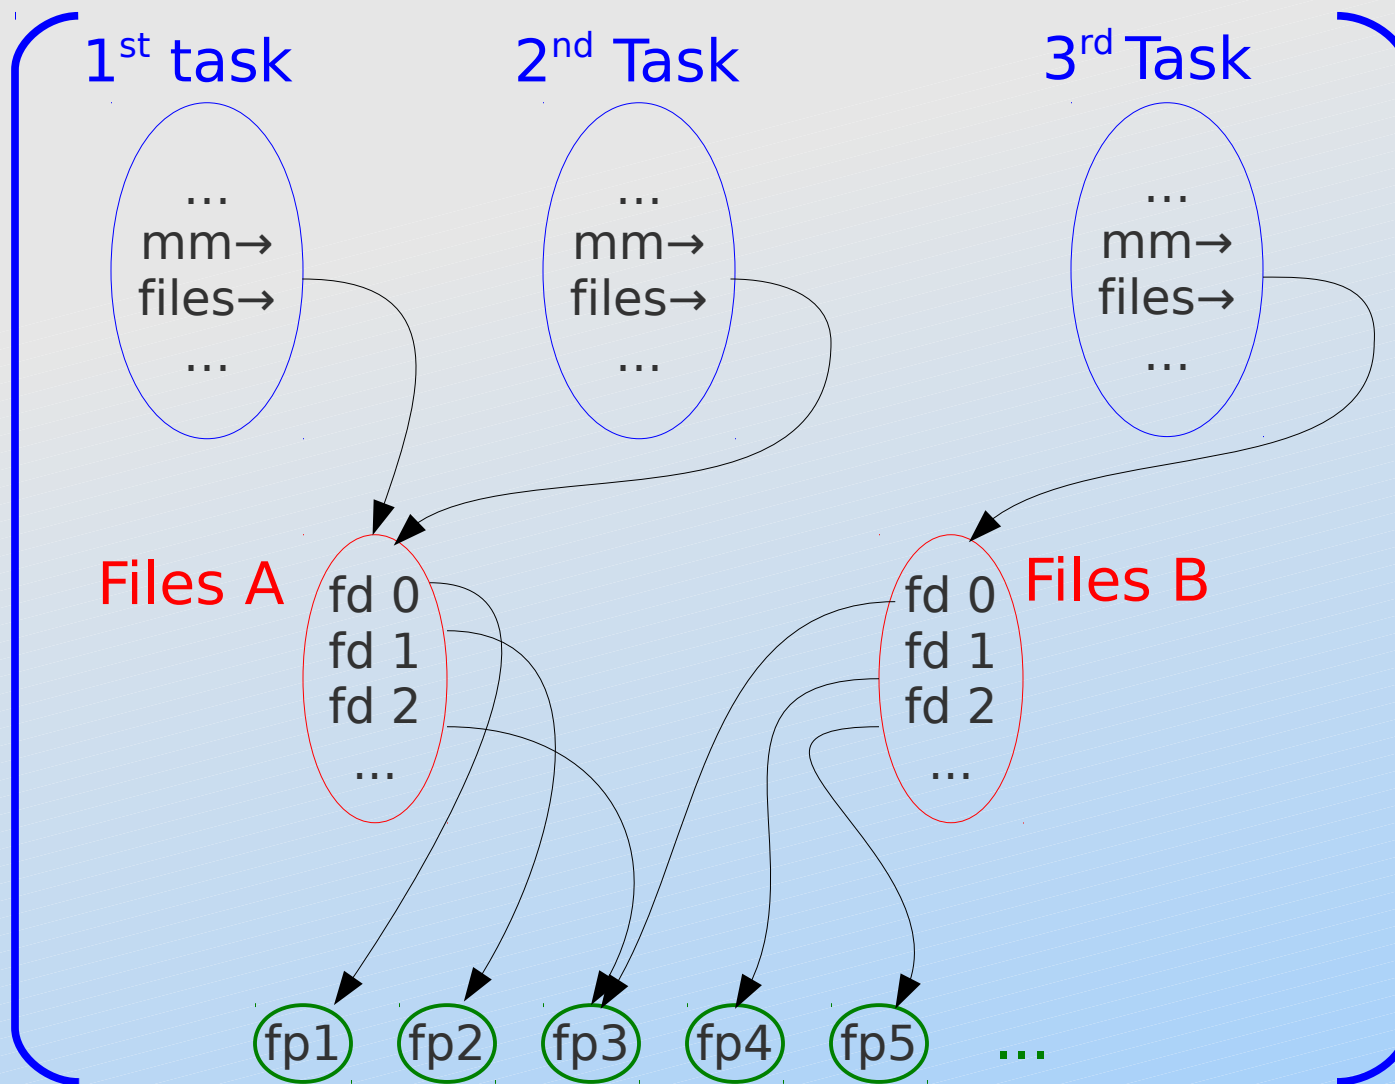 1st task
2nd Task
3rd Task
...
mm→
files→
...
...
mm→
files→
...
...
mm→
files→
...
Files A
fd 0
fd 1
fd 2
...
fd 0
fd 1
fd 2
...
Files B
fp1
fp2
fp3
fp4
fp5
...